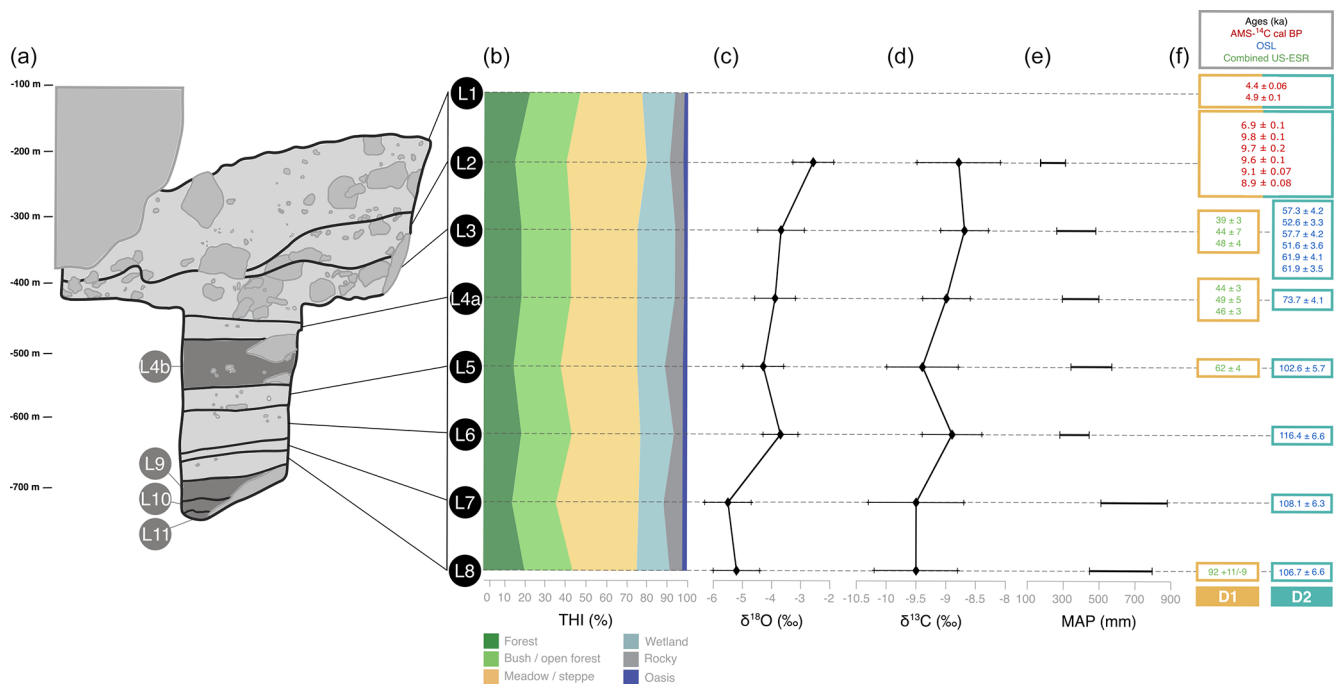 (a)
(b)
(c)
(d)
(e)
(f)
Ages (ka)
AMS-¹⁴C cal BP
OSL
Combined US-ESR
-100 m
-200 m
-300 m
-400 m
-500 m
-600 m
-700 m
L4b
L9
L10
L11
L1
L2
L3
L4a
L5
L6
L7
L8
4.4 ± 0.06
4.9 ± 0.1
6.9 ± 0.1
9.8 ± 0.1
9.7 ± 0.2
9.6 ± 0.1
9.1 ± 0.07
8.9 ± 0.08
39 ± 3
44 ± 7
48 ± 4
57.3 ± 4.2
52.6 ± 3.3
57.7 ± 4.2
51.6 ± 3.6
61.9 ± 4.1
61.9 ± 3.5
44 ± 3
49 ± 5
46 ± 3
73.7 ± 4.1
62 ± 4
102.6 ± 5.7
116.4 ± 6.6
108.1 ± 6.3
92 +11/-9
106.7 ± 6.6
D1
D2
0 10 20 30 40 50 60 70 80 90 100
THI (%)
-6 -5 -4 -3 -2
δ¹⁸O (‰)
-10.5 -9.5 -9 -8.5 -8
δ¹³C (‰)
100 300 500 700 900
MAP (mm)
Forest
Bush / open forest
Meadow / steppe
Wetland
Rocky
Oasis